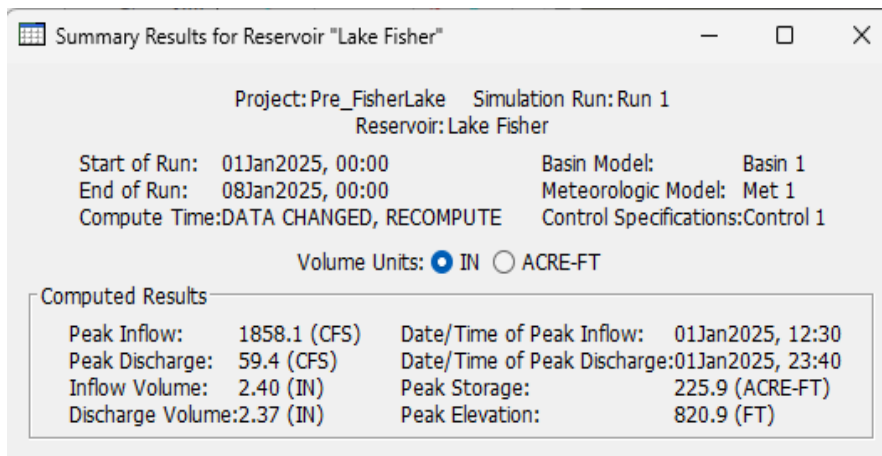 Summary Results for Reservoir "Lake Fisher"
Project: Pre_FisherLake Simulation Run: Run 1
Reservoir: Lake Fisher
Start of Run: 01Jan2025, 00:00 Basin Model: Basin 1
End of Run: 08Jan2025, 00:00 Meteorologic Model: Met 1
Compute Time:DATA CHANGED, RECOMPUTE Control Specifications:Control 1
Volume Units: IN ACRE-FT
Computed Results
Peak Inflow: 1858.1 (CFS) Date/Time of Peak Inflow: 01Jan2025, 12:30
Peak Discharge: 59.4 (CFS) Date/Time of Peak Discharge:01Jan2025, 23:40
Inflow Volume: 2.40 (IN) Peak Storage: 225.9 (ACRE-FT)
Discharge Volume:2.37 (IN) Peak Elevation: 820.9 (FT)